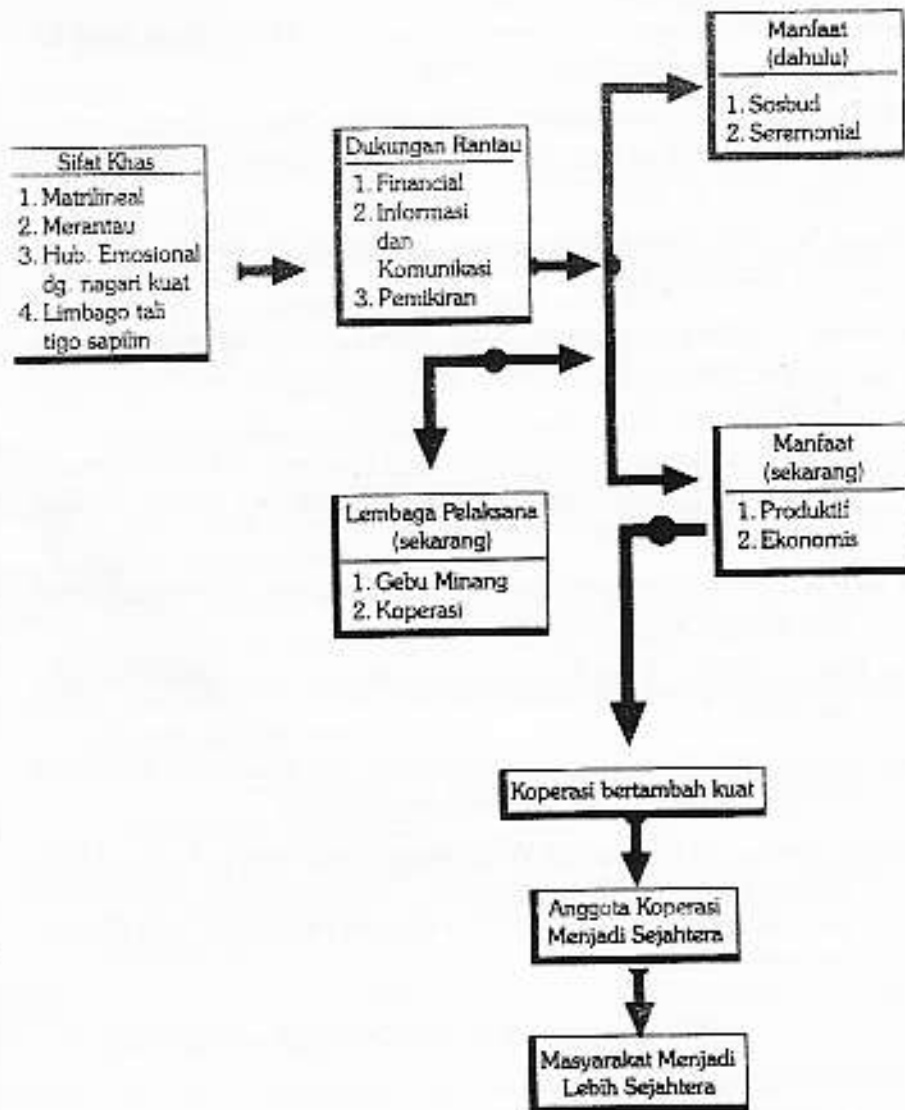 Sifat Khas
1. Matrilineal
2. Merantau
3. Hub. Emosional
dg. nagari kuat
4. Limbago tali
tigo sapilin
Dukungan Rantau
1. Financial
2. Informasi
dan
Komunikasi
3. Pemikiran
Manfaat
(dahulu)
1. Sosbud
2. Seremonial
Manfaat
(sekarang)
1. Produktif
2. Ekonomis
Lembaga Pelaksana
(sekarang)
1. Gebu Minang
2. Koperasi
Koperasi bertambah kuat
Anggota Koperasi
Menjadi Sejahtera
Masyarakat Menjadi
Lebih Sejahtera